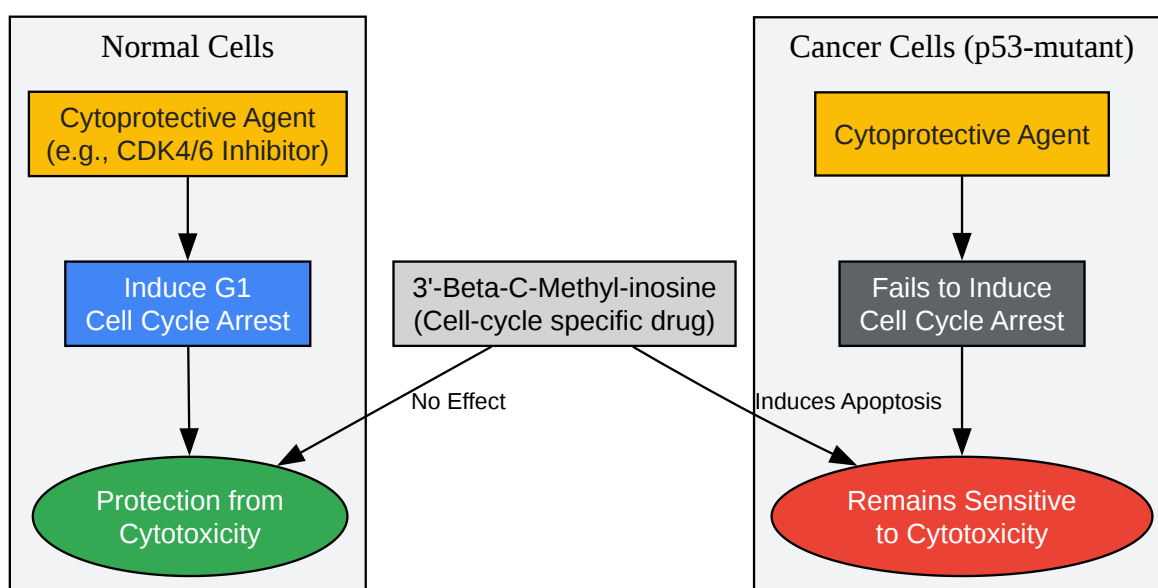 Normal Cells
Cytoprotective Agent
(e.g., CDK4/6 Inhibitor)
Induce G1
Cell Cycle Arrest
Protection from
Cytotoxicity
3'-Beta-C-Methyl-inosine
(Cell-cycle specific drug)
No Effect
Induces Apoptosis
Cancer Cells (p53-mutant)
Cytoprotective Agent
Fails to Induce
Cell Cycle Arrest
Remains Sensitive
to Cytotoxicity